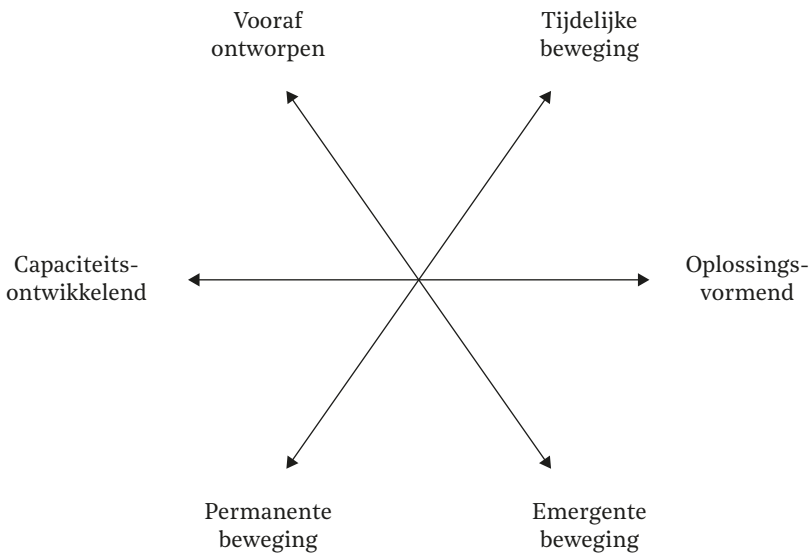 Vooraf
ontworpen
Tijdelijke
beweging
Capaciteits-
ontwikkelend
Oplossings-
vormend
Permanente
beweging
Emergente
beweging